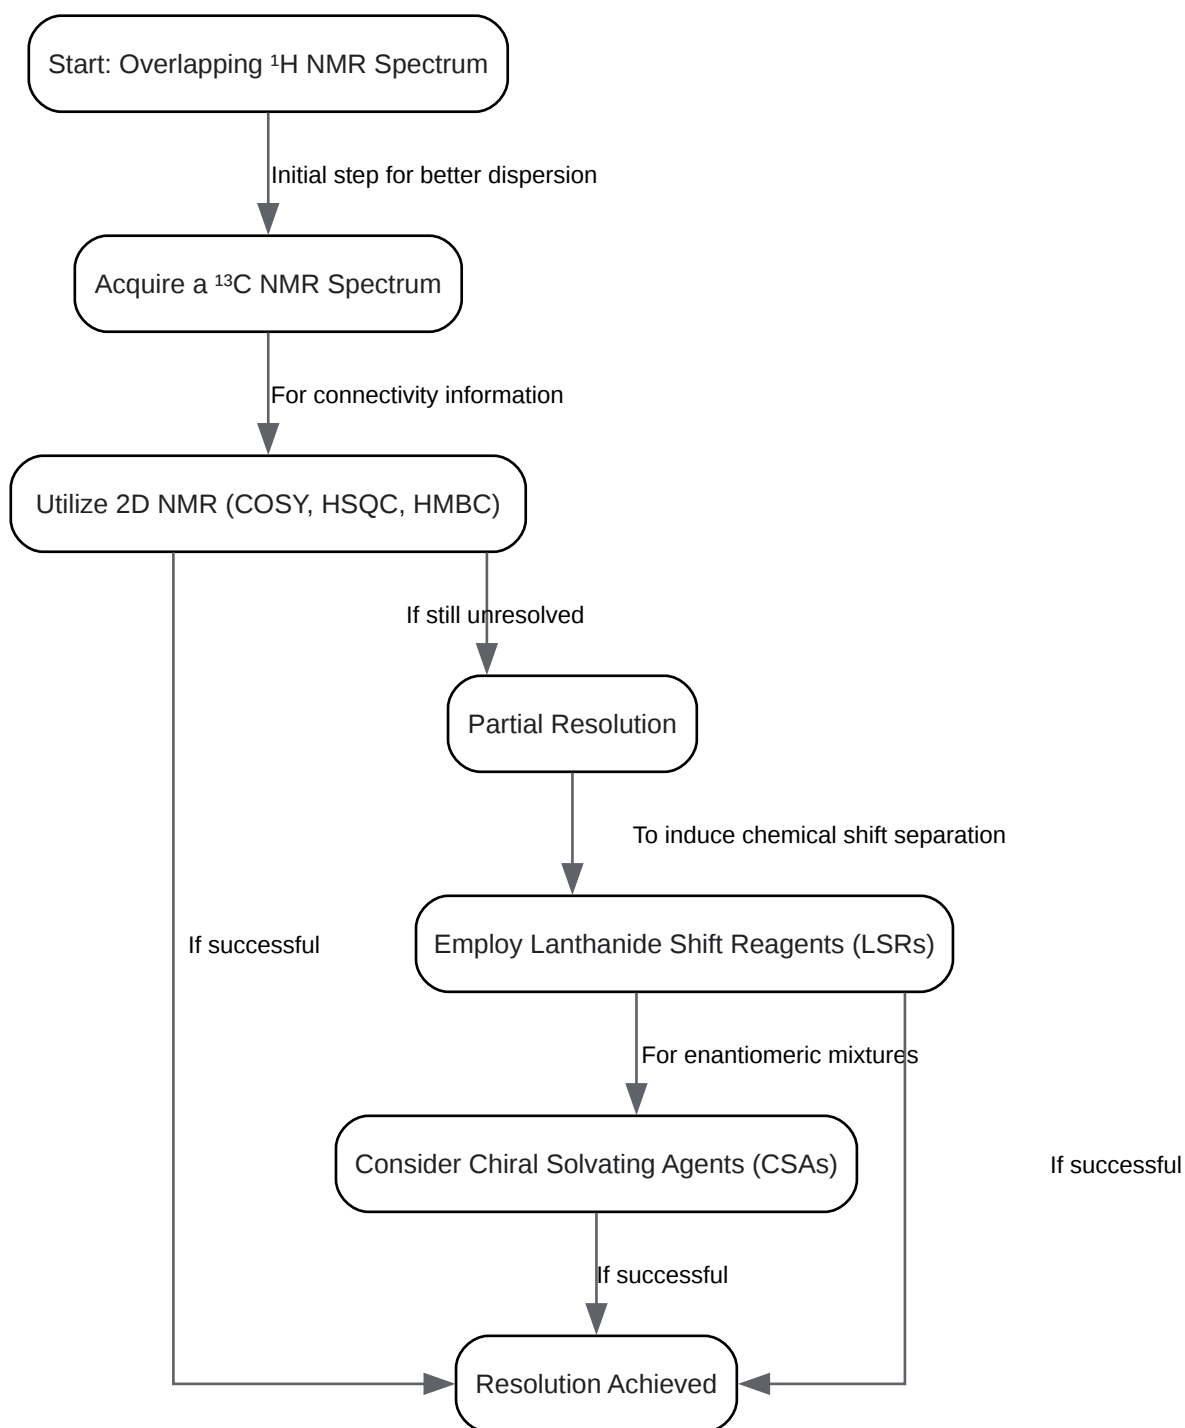 Start: Overlapping ¹H NMR Spectrum
Initial step for better dispersion
Acquire a ¹³C NMR Spectrum
For connectivity information
Utilize 2D NMR (COSY, HSQC, HMBC)
If still unresolved
Partial Resolution
To induce chemical shift separation
If successful
Employ Lanthanide Shift Reagents (LSRs)
For enantiomeric mixtures
Consider Chiral Solvating Agents (CSAs)
If successful
If successful
Resolution Achieved